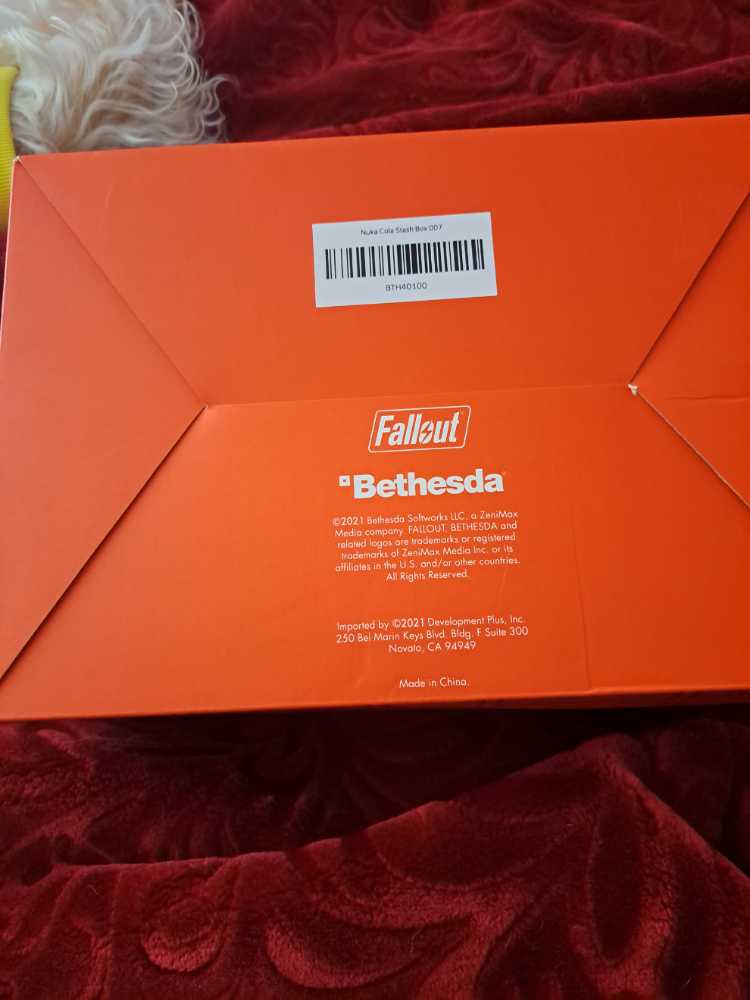 Nuka Cola Stash Box DD7
BTH40100
Fallout
Bethesda
©2021 Bethesda Softworks LLC, a ZeniMax
Media company. FALLOUT, BETHESDA and
related logos are trademarks or registered
trademarks of ZeniMax Media Inc. or its
affiliates in the U.S. and/or other countries.
All Rights Reserved.
Imported by ©2021 Development Plus, Inc.
250 Bel Marin Keys Blvd. Bldg. F Suite 300
Novato, CA 94949
Made in China.